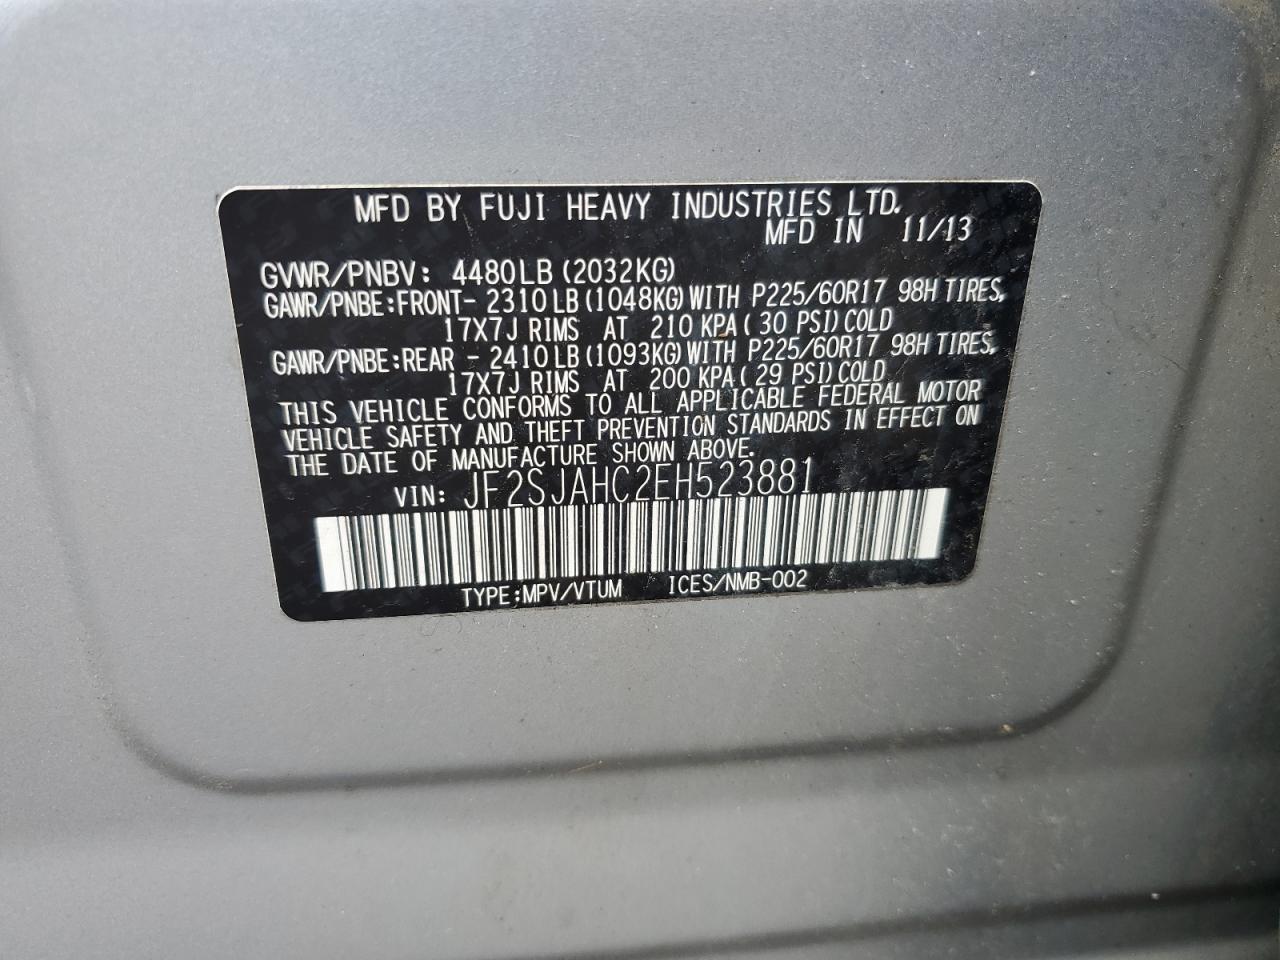 MFD BY FUJI HEAVY INDUSTRIES LTD.
MFD IN 11/13
GVWR/PNBV: 4480LB (2032KG)
GAWR/PNBE:FRONT- 2310LB(1048KG)WITH P225/60R17 98H TIRES,
17X7J RIMS AT 210 KPA(30 PSI)COLD
GAWR/PNBE:REAR - 2410LB(1093KG)WITH P225/60R17 98H TIRES,
17X7J RIMS AT 200 KPA(29 PSI)COLD
THIS VEHICLE CONFORMS TO ALL APPLICABLE FEDERAL MOTOR
VEHICLE SAFETY AND THEFT PREVENTION STANDARDS IN EFFECT ON
THE DATE OF MANUFACTURE SHOWN ABOVE.
VIN: JF2SJAHC2EH523881
TYPE:MPV/VTUM ICES/NMB-002